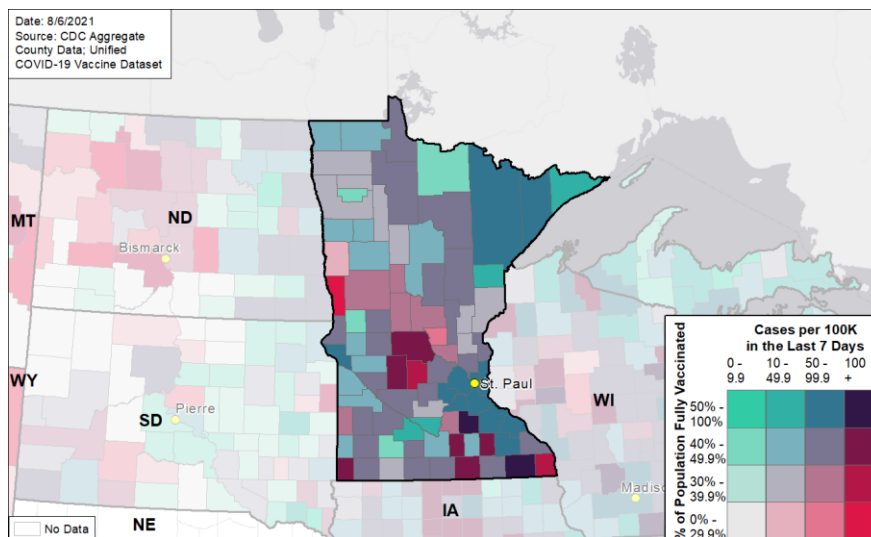 Date: 8/6/2021
Source: CDC Aggregate
County Data; Unified
COVID-19 Vaccine Dataset
MT
ND
Bismarck
WY
SD
Pierre
St. Paul
WI
Madis
NE
IA
No Data
Cases per 100K
in the Last 7 Days
0 -
9.9
10 -
49.9
50 -
99.9
100
+
% of Population Fully Vaccinated
50% -
100%
40% -
49.9%
30% -
39.9%
0% -
29.9%